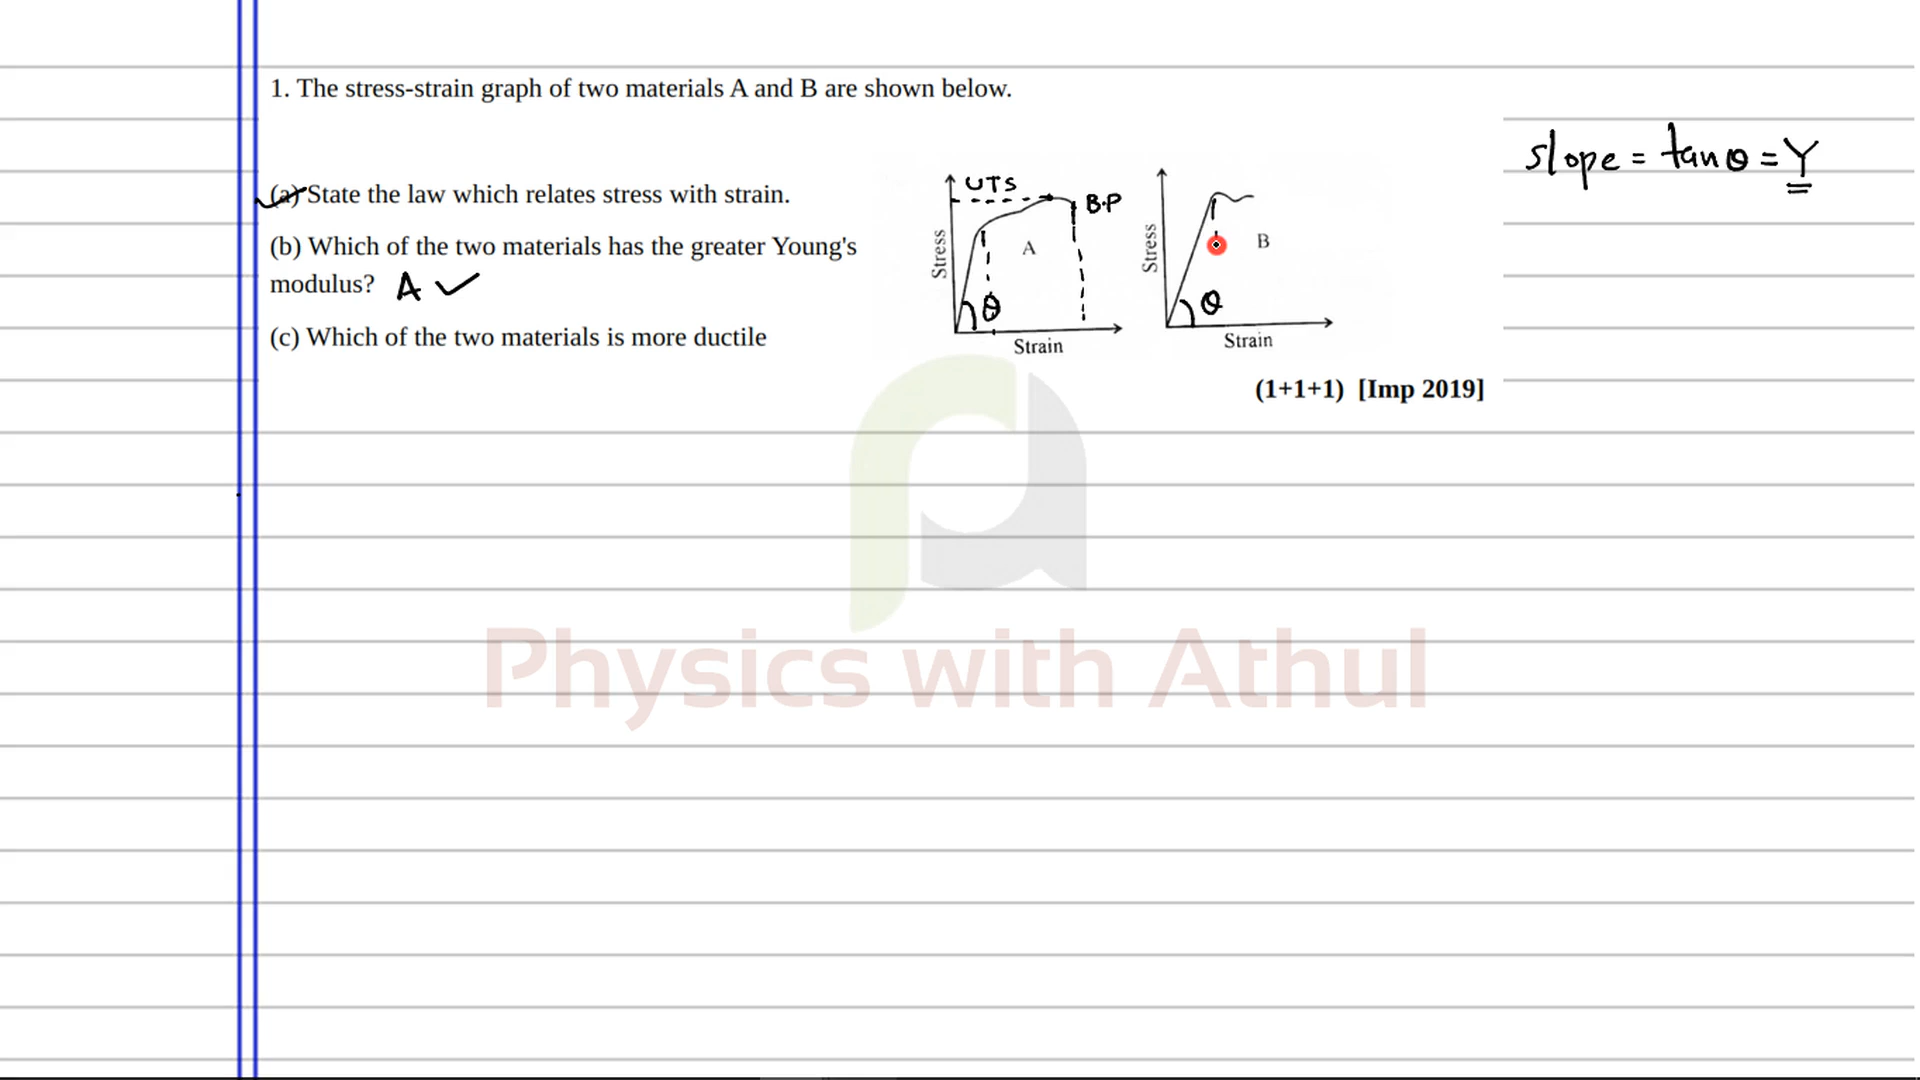 1. The stress-strain graph of two materials A and B are shown below.
slope = tanθ = Y
(a) State the law which relates stress with strain.
(b) Which of the two materials has the greater Young's
modulus? A ✓
(c) Which of the two materials is more ductile
UTS
B.P
Stress
A
θ
Strain
Stress
B
θ
Strain
(1+1+1) [Imp 2019]
Physics with Athul